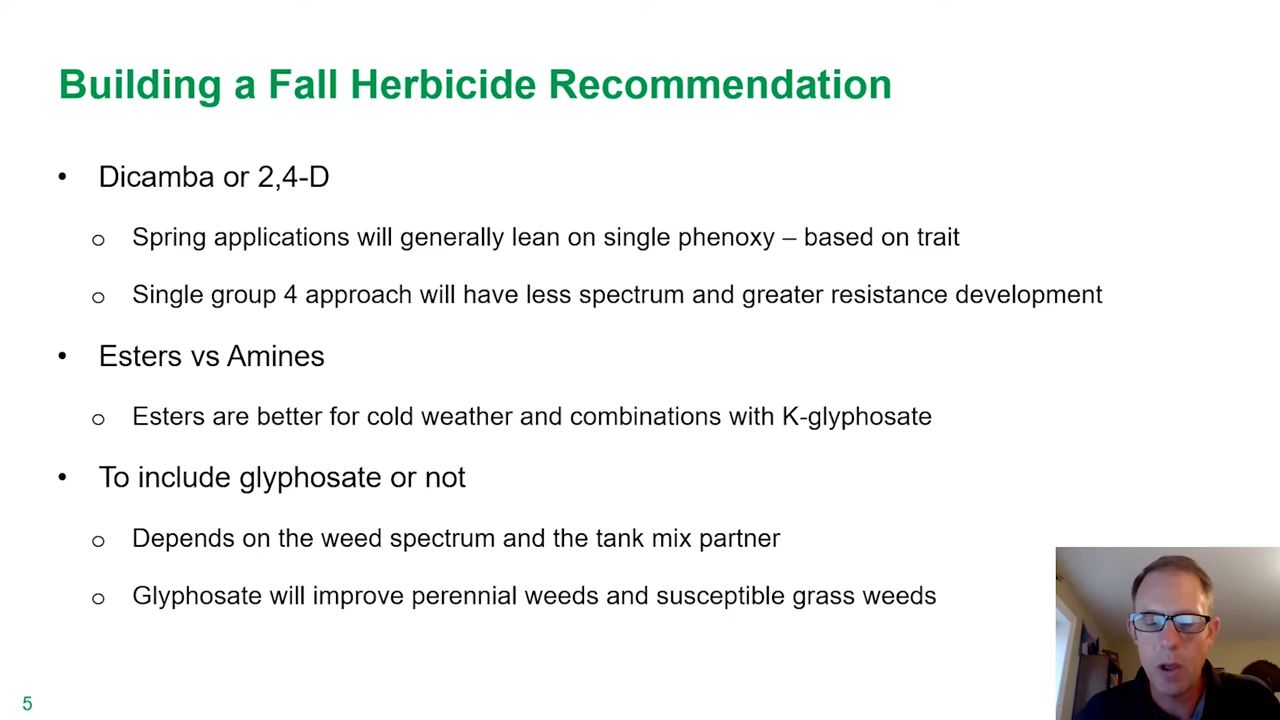 Building a Fall Herbicide Recommendation
• Dicamba or 2,4-D
o Spring applications will generally lean on single phenoxy – based on trait
o Single group 4 approach will have less spectrum and greater resistance development
• Esters vs Amines
o Esters are better for cold weather and combinations with K-glyphosate
• To include glyphosate or not
o Depends on the weed spectrum and the tank mix partner
o Glyphosate will improve perennial weeds and susceptible grass weeds
5